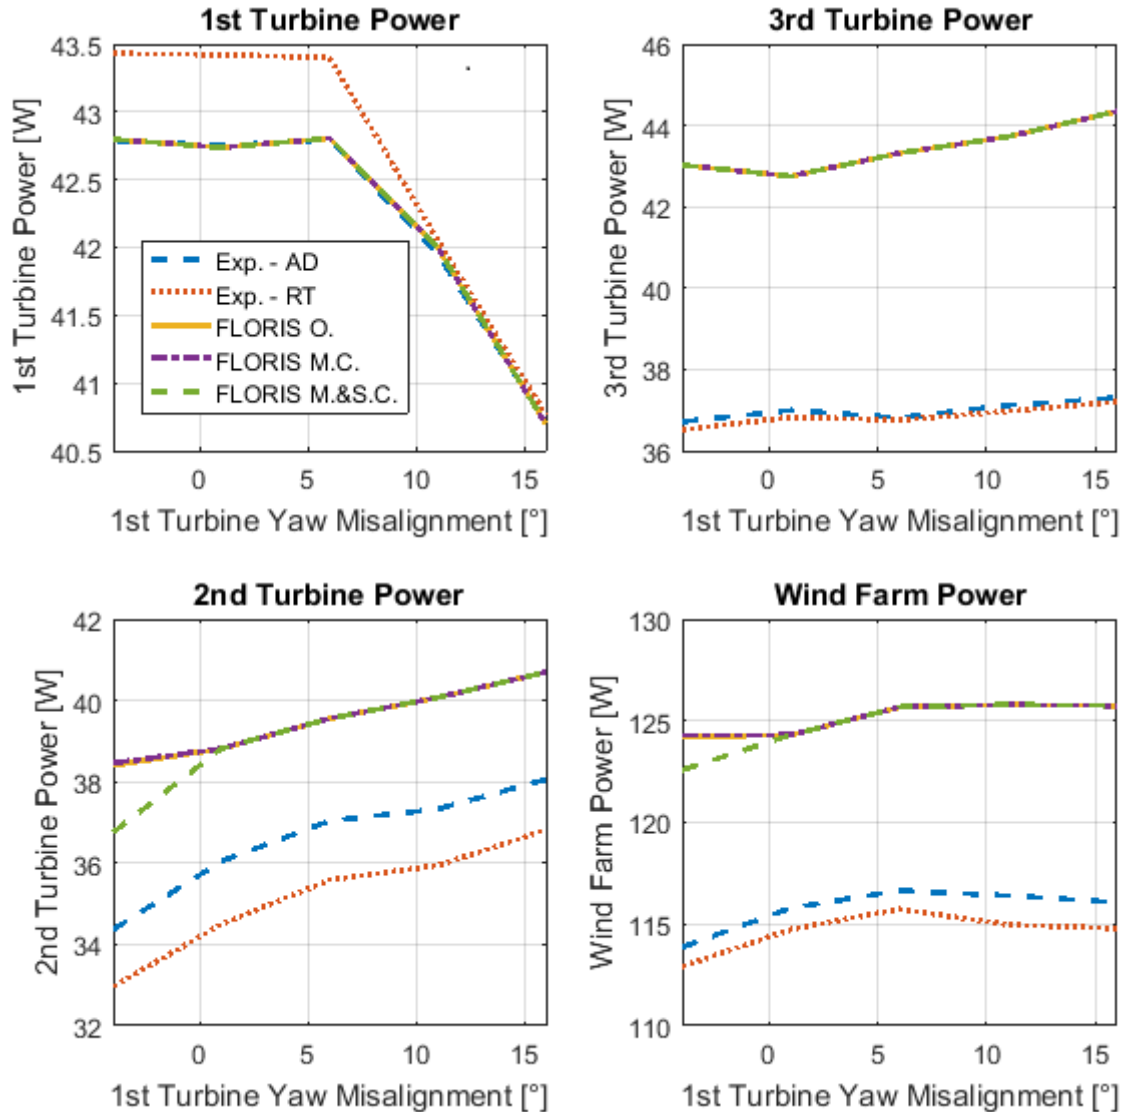 1st Turbine Power
1st Turbine Power [W]
43.5
43
42.5
42
41.5
41
40.5
Exp. - AD
Exp. - RT
FLORIS O.
FLORIS M.C.
FLORIS M.&S.C.
0
5
10
15
1st Turbine Yaw Misalignment [°]
3rd Turbine Power
3rd Turbine Power [W]
46
44
42
40
38
36
0
5
10
15
1st Turbine Yaw Misalignment [°]
2nd Turbine Power
2nd Turbine Power [W]
42
40
38
36
34
32
0
5
10
15
1st Turbine Yaw Misalignment [°]
Wind Farm Power
Wind Farm Power [W]
130
125
120
115
110
0
5
10
15
1st Turbine Yaw Misalignment [°]